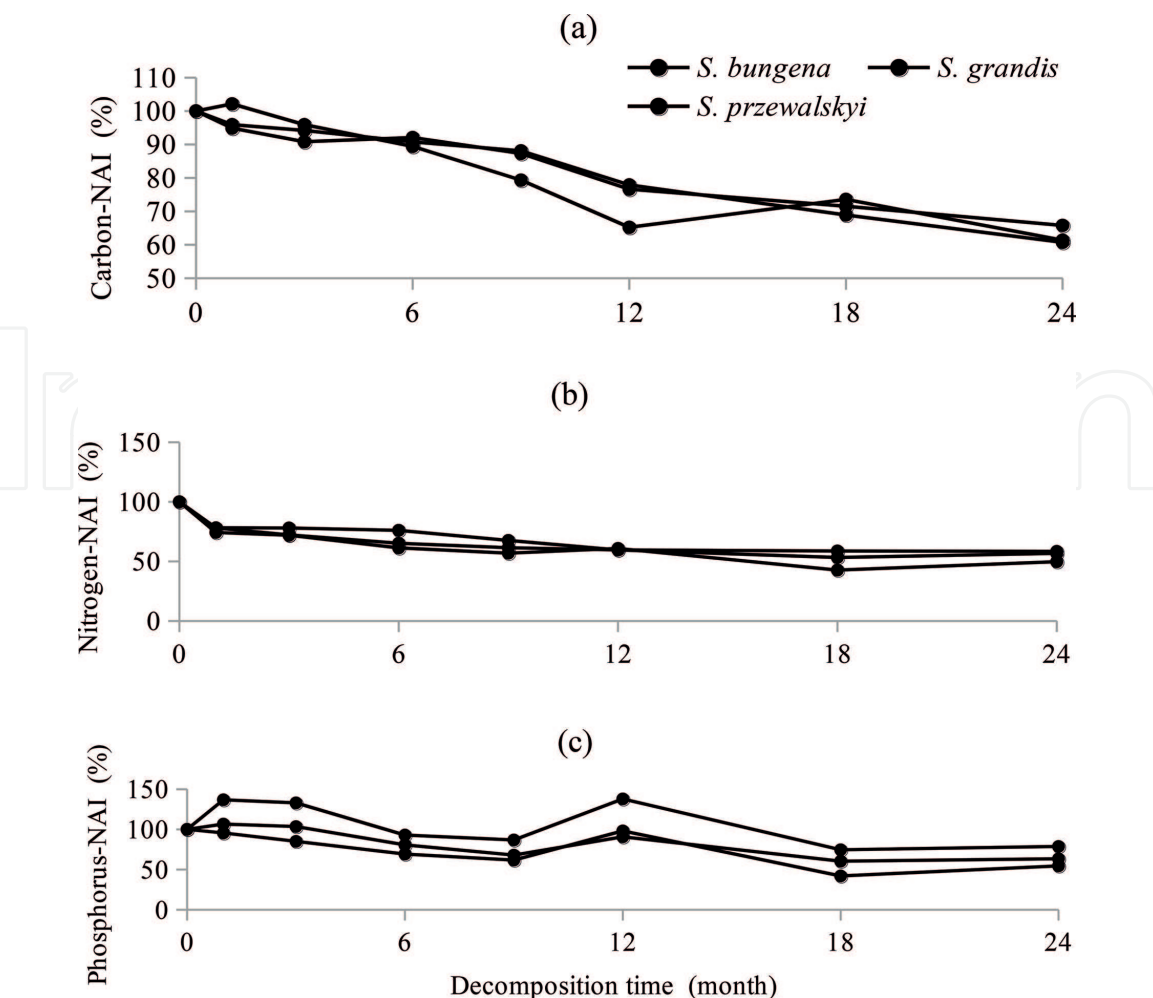 (a)
S. bungena
S. grandis
S. przewalskyi
Carbon-NAI (%)
110
100
90
80
70
60
50
0 6 12 18 24
(b)
Nitrogen-NAI (%)
150
100
50
0
0 6 12 18 24
(c)
Phosphorus-NAI (%)
150
100
50
0
0 6 12 18 24
Decomposition time (month)